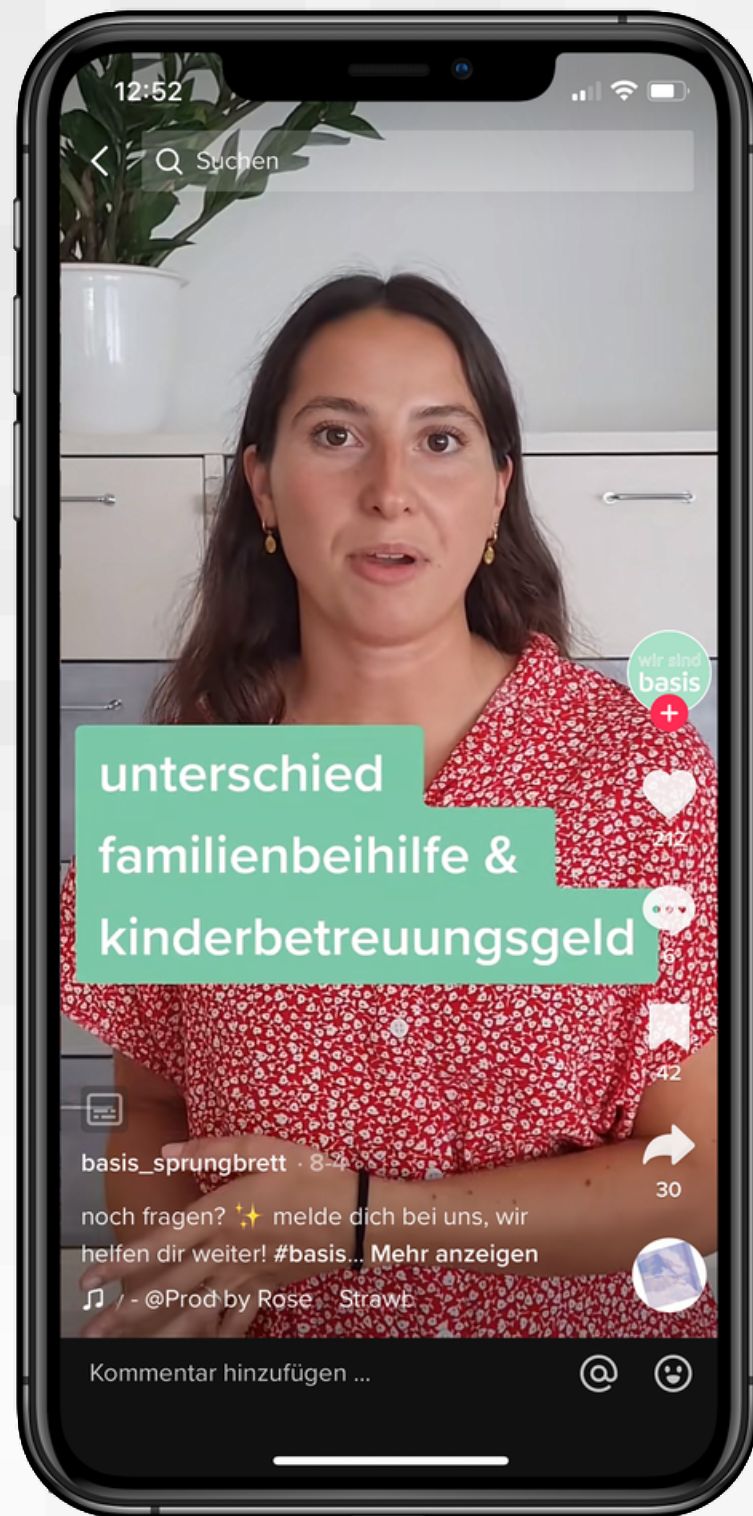 12:52
Suchen
wir sind
basis
unterschied
familienbeihilfe &
kinderbetreuungsgeld
212
6
42
30
basis_sprungbrett · 8-4
noch fragen? ✨ melde dich bei uns, wir
helfen dir weiter! #basis... Mehr anzeigen
- @Prod by Rose
Kommentar hinzufügen ...